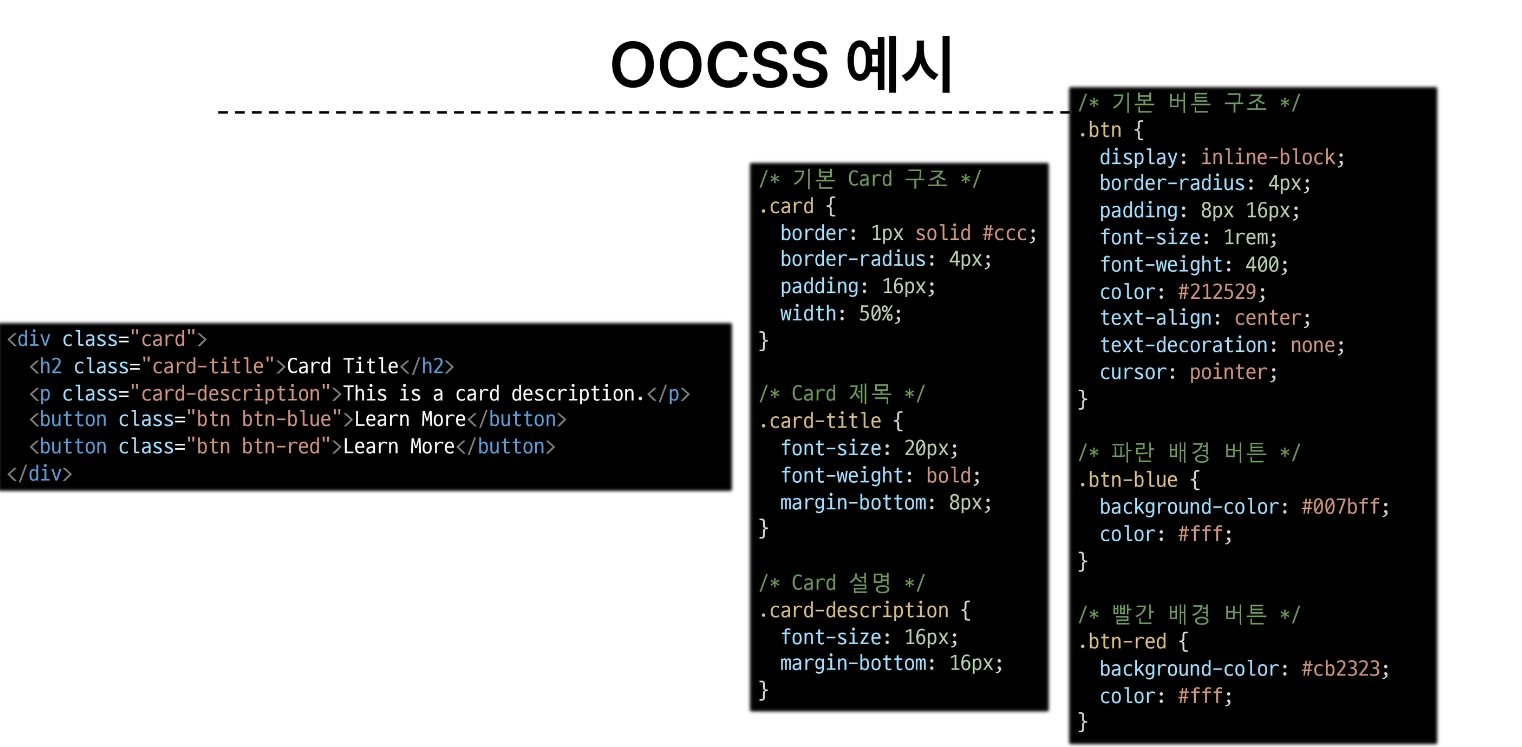 OOCSS 예시
<div class="card">
  <h2 class="card-title">Card Title</h2>
  <p class="card-description">This is a card description.</p>
  <button class="btn btn-blue">Learn More</button>
  <button class="btn btn-red">Learn More</button>
</div>
/* 기본 Card 구조 */
.card {
  border: 1px solid #ccc;
  border-radius: 4px;
  padding: 16px;
  width: 50%;
}
/* Card 제목 */
.card-title {
  font-size: 20px;
  font-weight: bold;
  margin-bottom: 8px;
}
/* Card 설명 */
.card-description {
  font-size: 16px;
  margin-bottom: 16px;
}
/* 기본 버튼 구조 */
.btn {
  display: inline-block;
  border-radius: 4px;
  padding: 8px 16px;
  font-size: 1rem;
  font-weight: 400;
  color: #212529;
  text-align: center;
  text-decoration: none;
  cursor: pointer;
}
/* 파란 배경 버튼 */
.btn-blue {
  background-color: #007bff;
  color: #fff;
}
/* 빨간 배경 버튼 */
.btn-red {
  background-color: #cb2323;
  color: #fff;
}